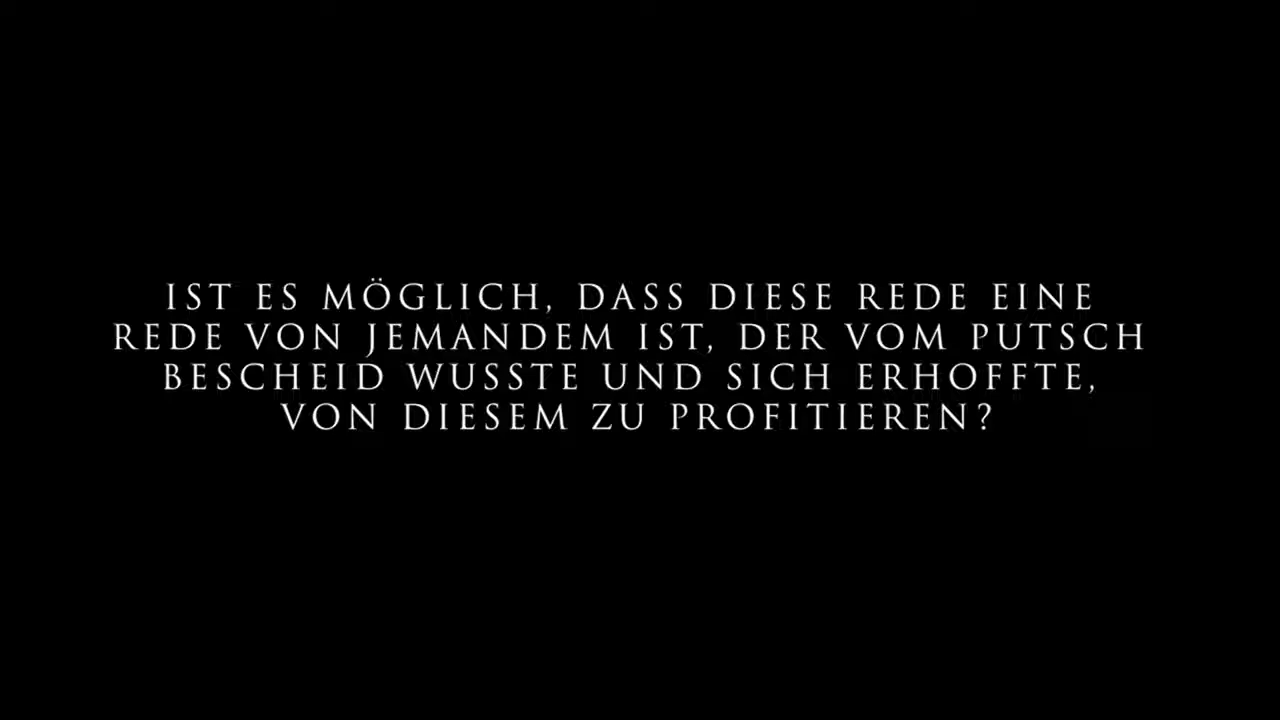 IST ES MÖGLICH, DASS DIESE REDE EINE
REDE VON JEMANDEM IST, DER VOM PUTSCH
BESCHEID WUSSTE UND SICH ERHOFFTE,
VON DIESEM ZU PROFITIEREN?